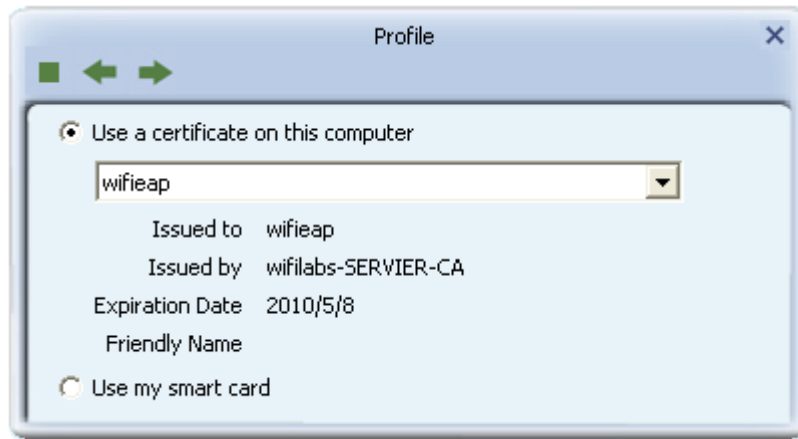 Profile
Use a certificate on this computer
wifieap
Issued to wifieap
Issued by wifilabs-SERVIER-CA
Expiration Date 2010/5/8
Friendly Name
Use my smart card